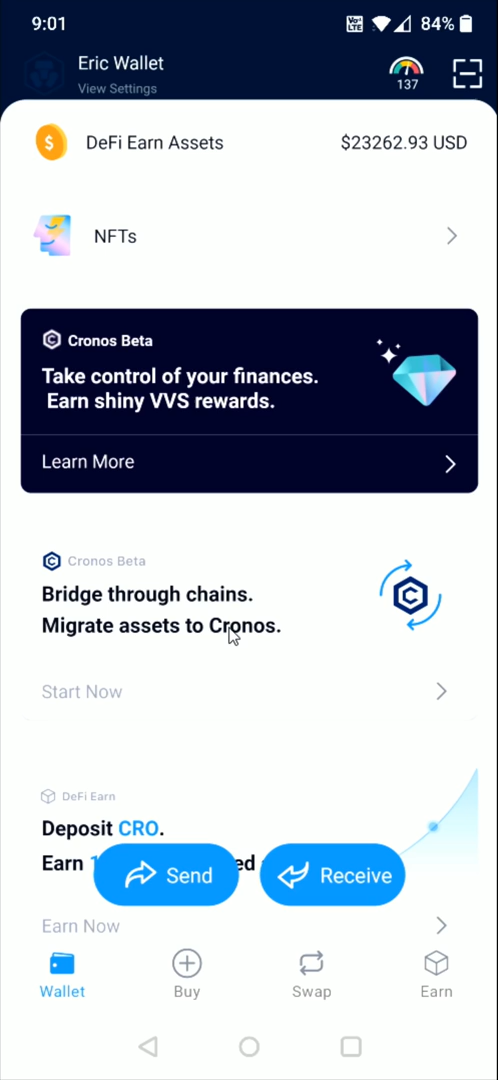 9:01
Vo LTE
84%
Eric Wallet
View Settings
137
$
DeFi Earn Assets
$23262.93 USD
NFTs
Cronos Beta
Take control of your finances.
Earn shiny VVS rewards.
Learn More
Cronos Beta
Bridge through chains.
Migrate assets to Cronos.
Start Now
DeFi Earn
Deposit CRO.
Earn
Send
Receive
Earn Now
Wallet
Buy
Swap
Earn